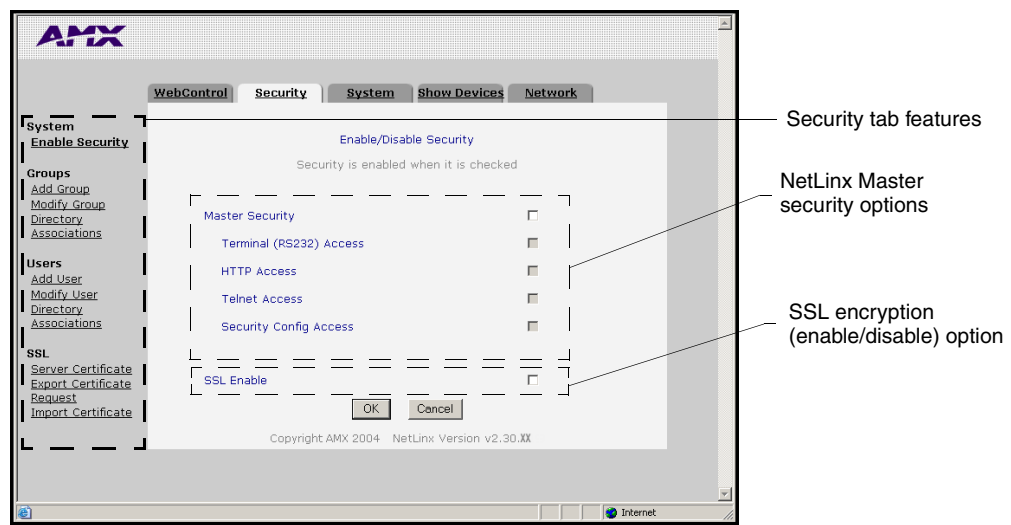 AMX
WebControl Security System Show Devices Network
System
Enable Security
Groups
Add Group
Modify Group
Directory
Associations
Users
Add User
Modify User
Directory
Associations
SSL
Server Certificate
Export Certificate
Request
Import Certificate
Enable/Disable Security
Security is enabled when it is checked
Master Security
Terminal (RS232) Access
HTTP Access
Telnet Access
Security Config Access
SSL Enable
OK Cancel
Copyright AMX 2004 NetLinx Version v2.30.XX
Internet
Security tab features
NetLinx Master
security options
SSL encryption
(enable/disable) option